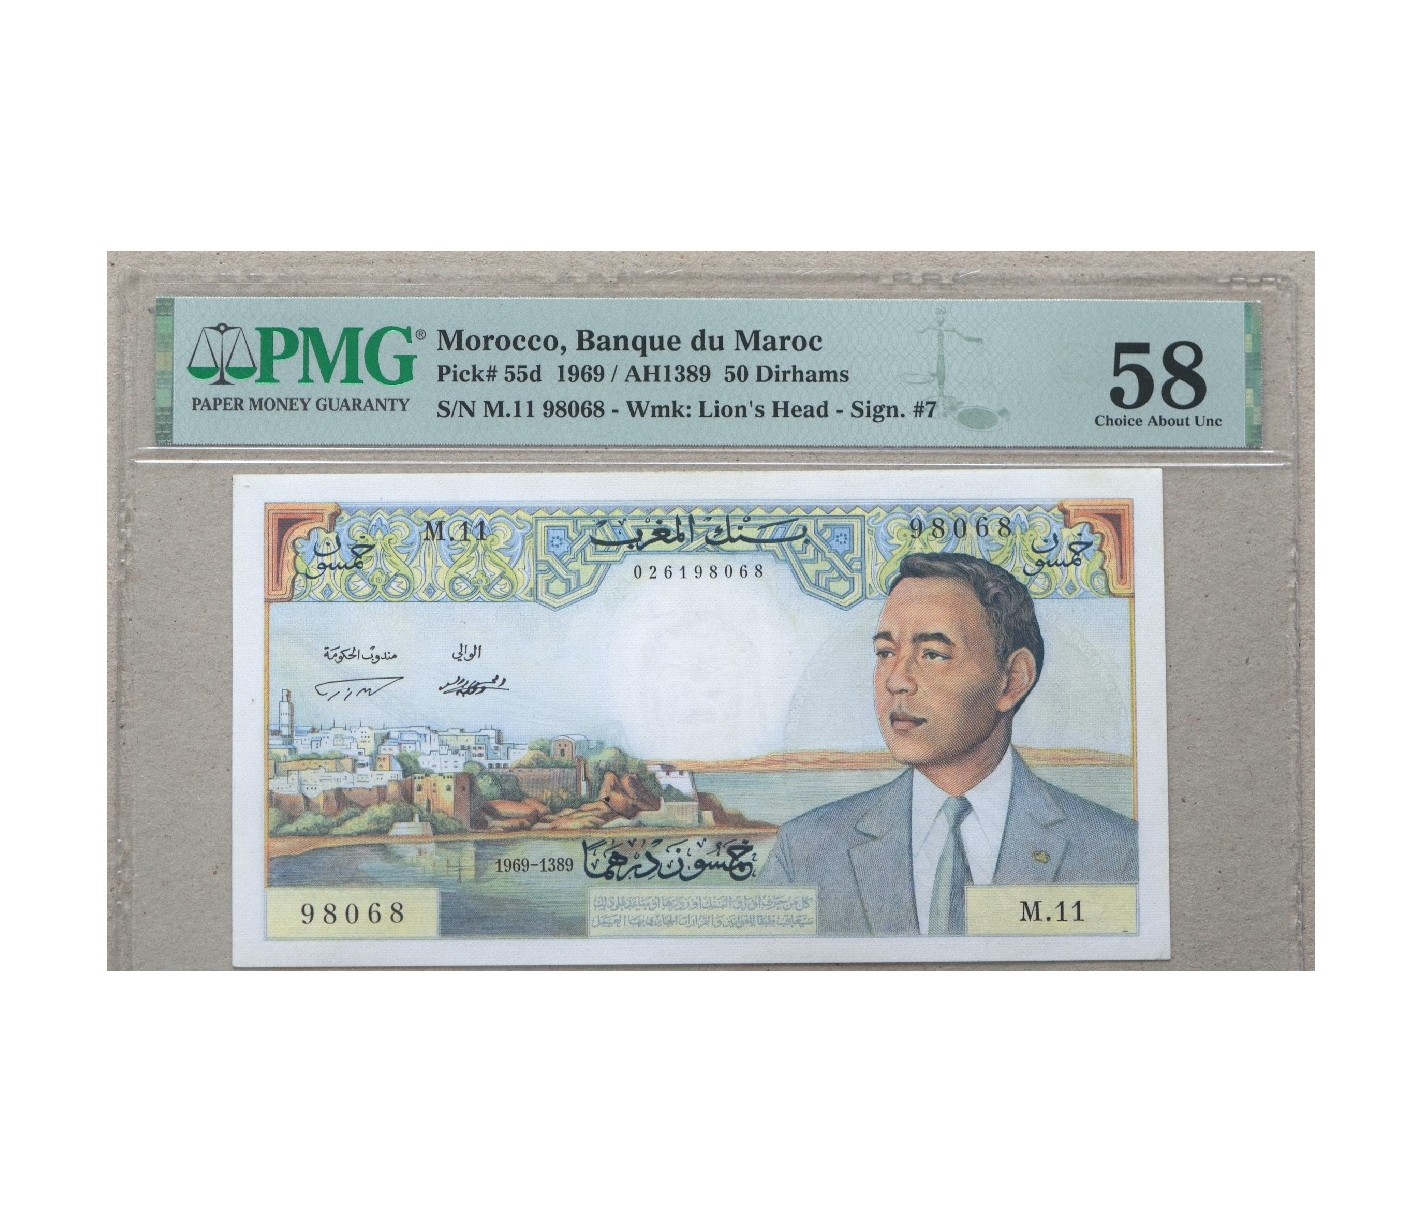 PMG®
PAPER MONEY GUARANTY
Morocco, Banque du Maroc
Pick# 55d 1969 / AH1389 50 Dirhams
S/N M.11 98068 - Wmk: Lion's Head - Sign. #7
58
Choice About Unc
M.11
بنك المغرب
98068
خمسون
خمسون
026198068
مندوب الحكومة
الوالي
1969-1389
خمسون درهما
98068
M.11